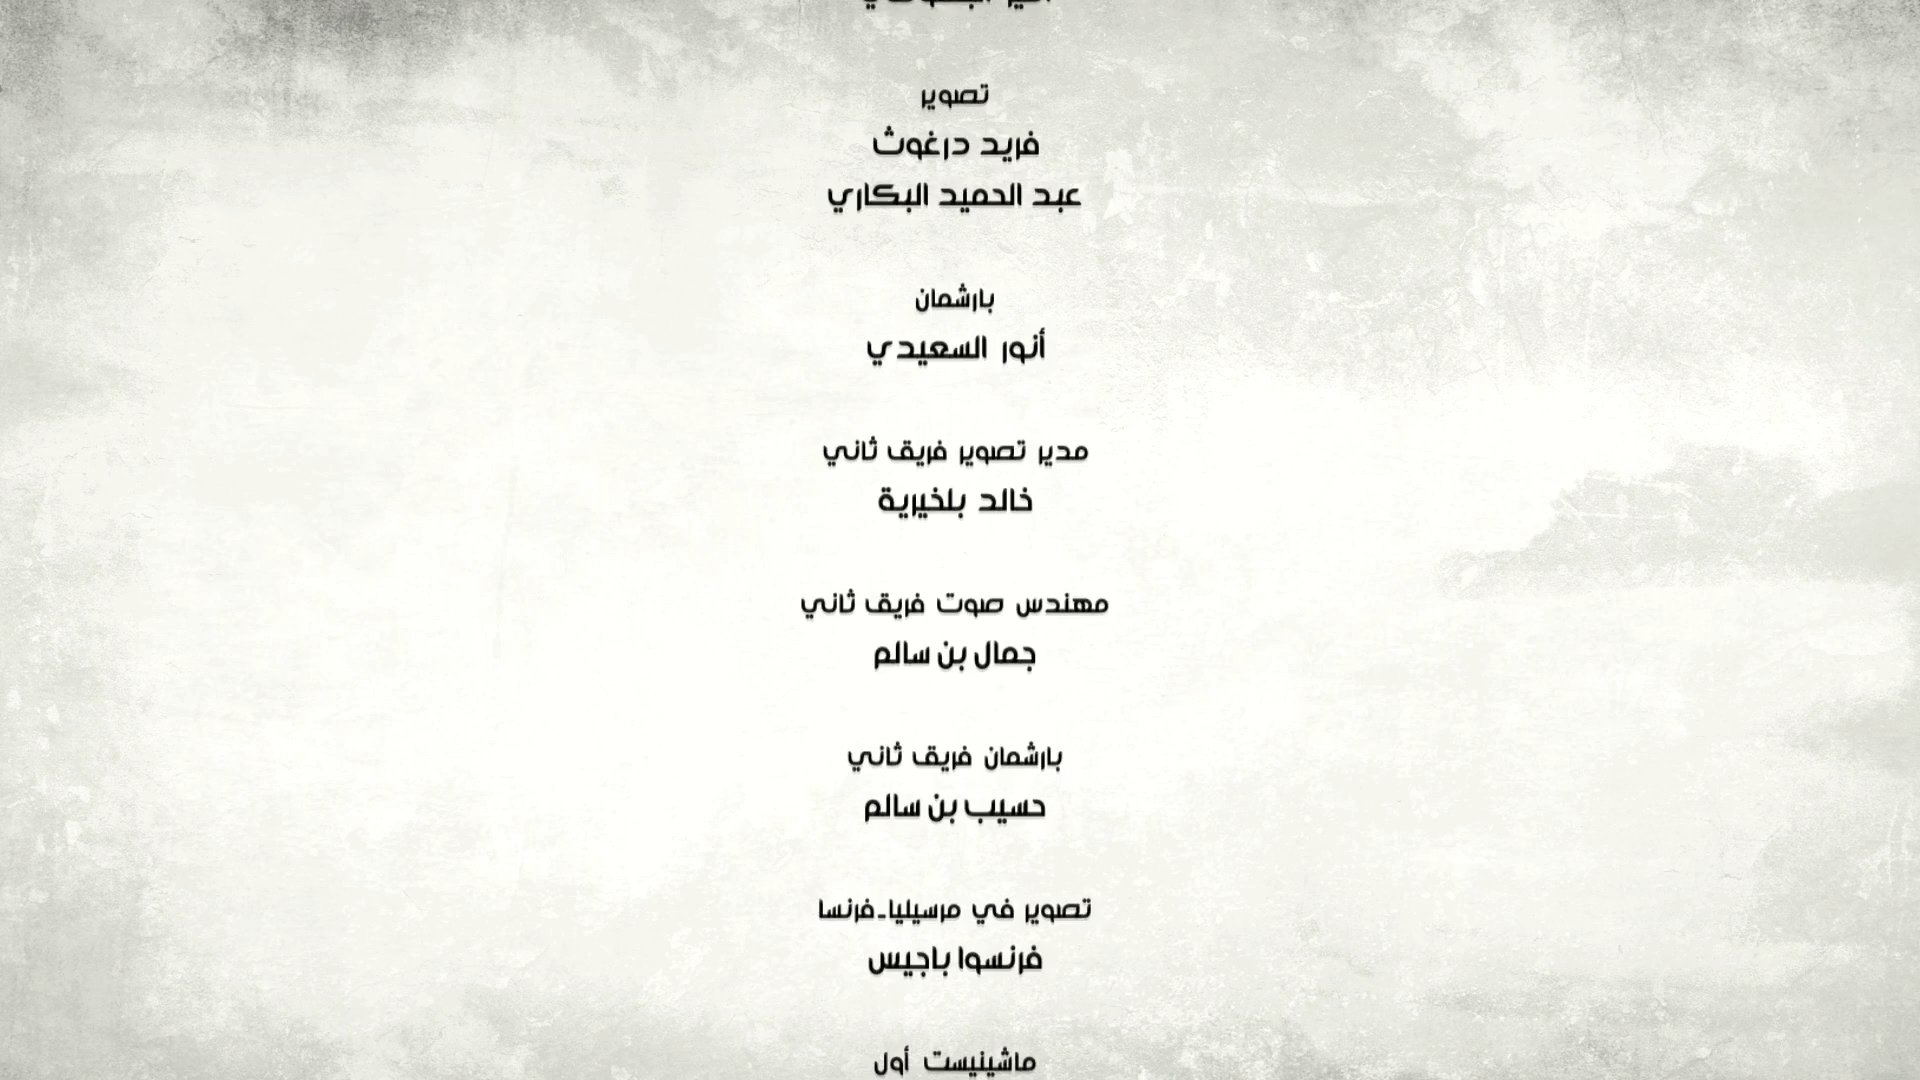 تصوير
فريد درغوث
عبد الحميد البكاري
بارشمان
أنور السعيدي
مدير تصوير فريق ثاني
خالد بلخيرية
مهندس صوت فريق ثاني
جمال بن سالم
بارشمان فريق ثاني
حسيب بن سالم
تصوير في مرسيليا-فرنسا
فرنسوا باجيس
ماشينيست أول